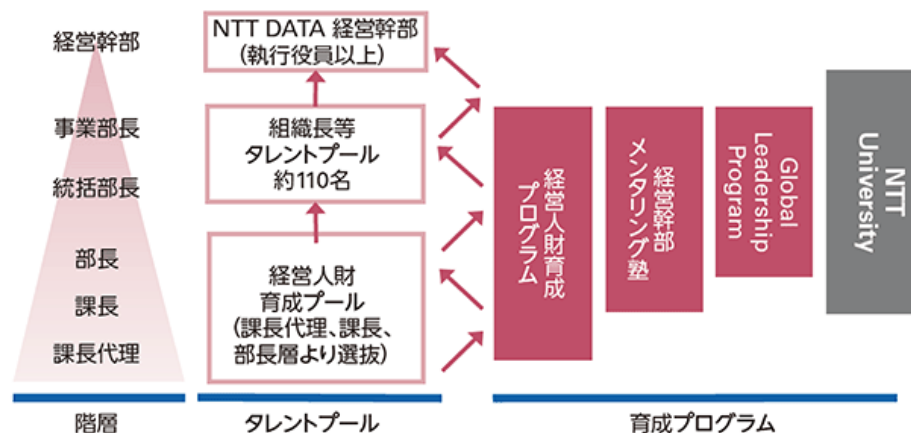 経営幹部
事業部長
統括部長
部長
課長
課長代理
階層
NTT DATA 経営幹部
(執行役員以上)
組織長等
タレントプール
約110名
経営人財
育成プール
(課長代理、課長、
部長層より選抜)
タレントプール
経営人財育成
プログラム
経営幹部
メンタリング塾
Global
Leadership
Program
NTT
University
育成プログラム